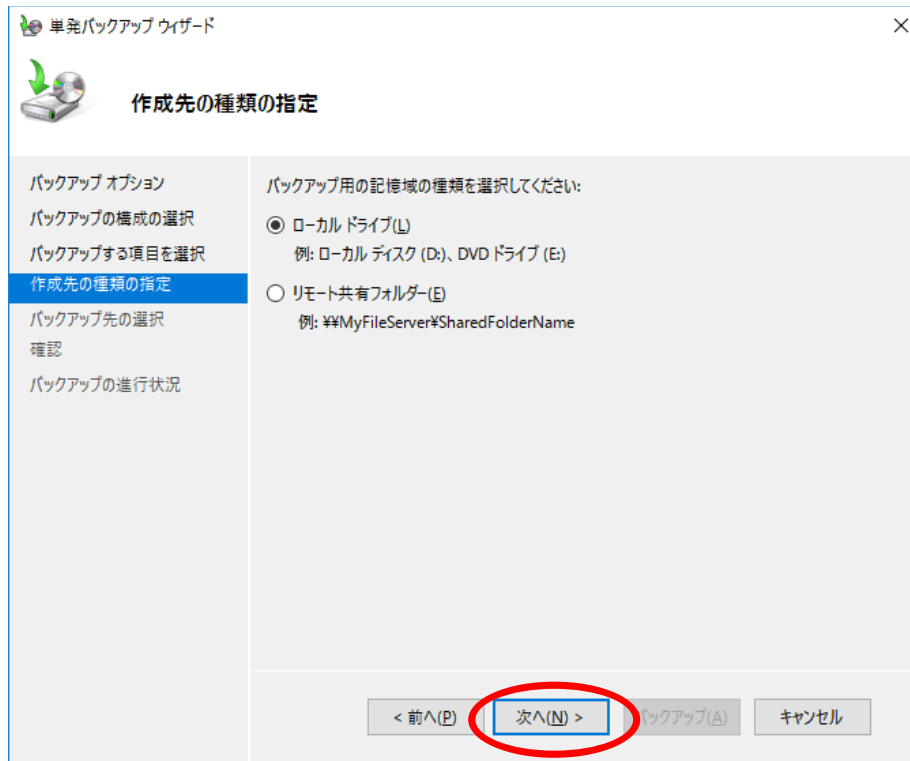 単発バックアップ ウィザード
作成先の種類の指定
バックアップ オプション
バックアップの構成の選択
バックアップする項目を選択
作成先の種類の指定
バックアップ先の選択
確認
バックアップの進行状況
バックアップ用の記憶域の種類を選択してください:
ローカル ドライブ(L)
例: ローカル ディスク (D:)、DVD ドライブ (E:)
リモート共有フォルダー(E)
例: ¥¥MyFileServer¥SharedFolderName
< 前へ(P)
次へ(N) >
バックアップ(A)
キャンセル